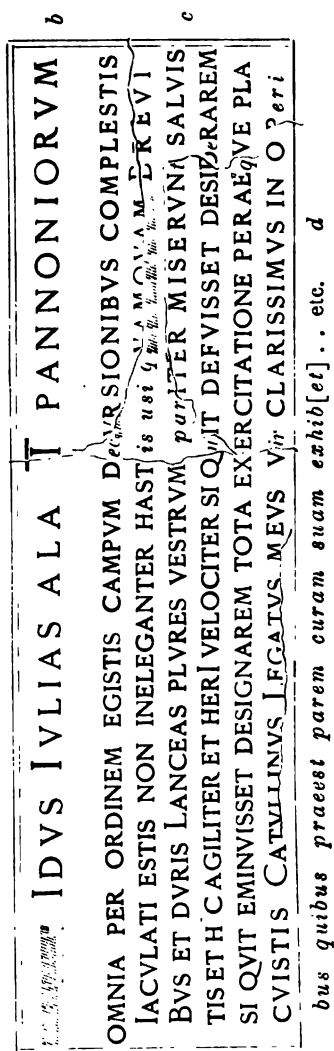 b c
IDVS IVLIAS ALA I PANNONIORVM
OMNIA PER ORDINEM EGISTIS CAMPVM DecVRSIONIBVS COMPLESTIS
IACVLATI ESTIS NON INELEGANTER HASTis usi BREVI
BVS ET DVRIS LANCEAS PLVRES VESTRVM pariTER MISERVNt SALVIS
TIS ET H C AGILITER ET HERI VELOCITER SI QVIT DEFVISSET DESIDeRAREM
SI QVIT EMINVISSET DESIGNAREM TOTA EXERCITATIONE PERAEqVE PLA
CVISTIS CATVLLINVS LEGATVS MEVS Vir CLARISSIMVS IN O Peri
bus quibus praeest parem curam suam exhib[et] . . etc. d